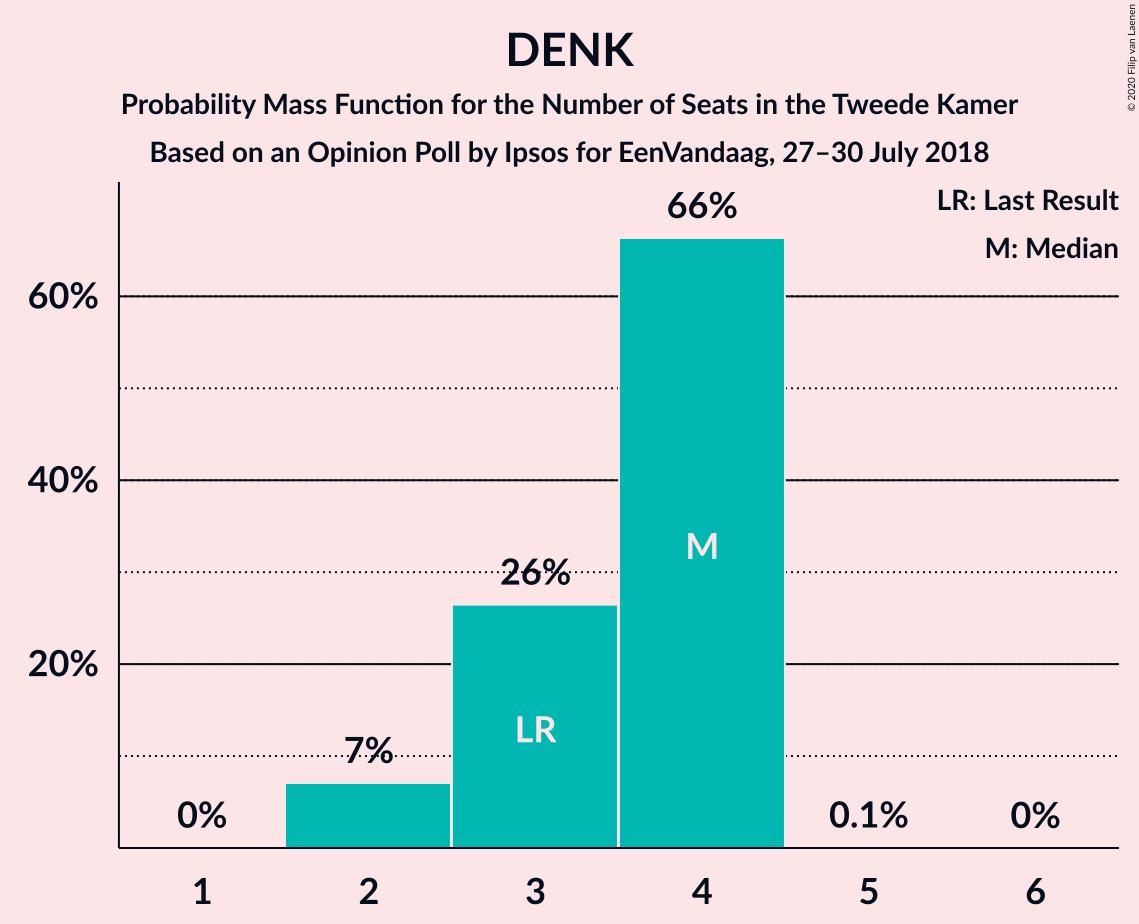 DENK
Probability Mass Function for the Number of Seats in the Tweede Kamer
Based on an Opinion Poll by Ipsos for EenVandaag, 27–30 July 2018
© 2020 Filip van Laenen
LR: Last Result
M: Median
60%
40%
20%
0%
7%
26%
66%
0.1%
0%
LR
M
1 2 3 4 5 6